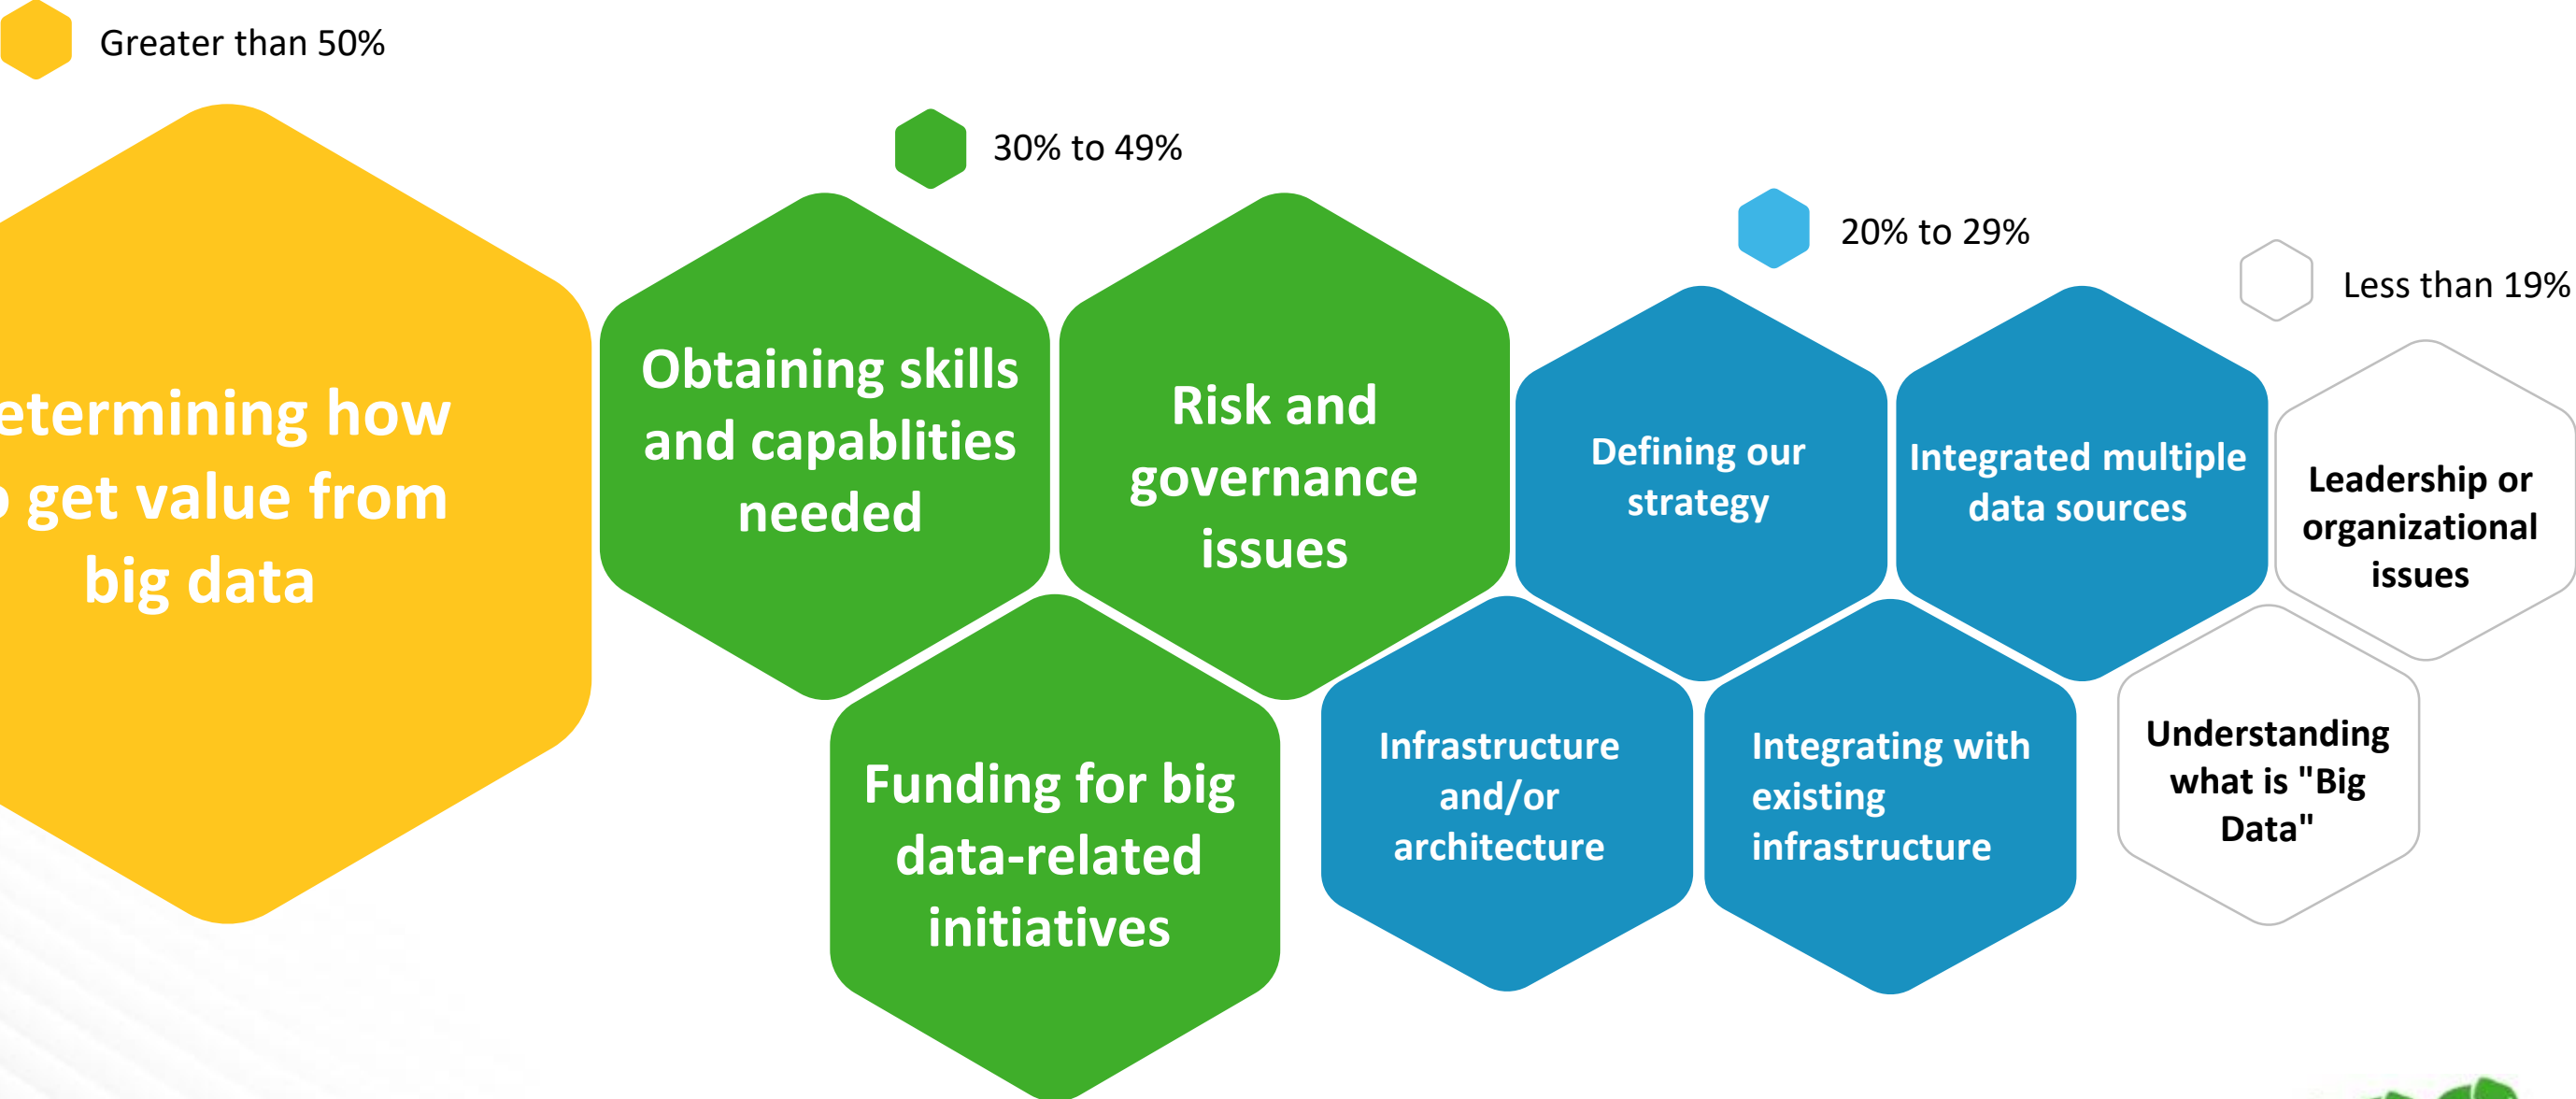 Greater than 50%
etermining how
get value from
big data
30% to 49%
Obtaining skills
and capablities
needed
Risk and
governance
issues
Funding for big
data-related
initiatives
20% to 29%
Defining our
strategy
Integrated multiple
data sources
Infrastructure
and/or
architecture
Integrating with
existing
infrastructure
Less than 19%
Leadership or
organizational
issues
Understanding
what is "Big
Data"